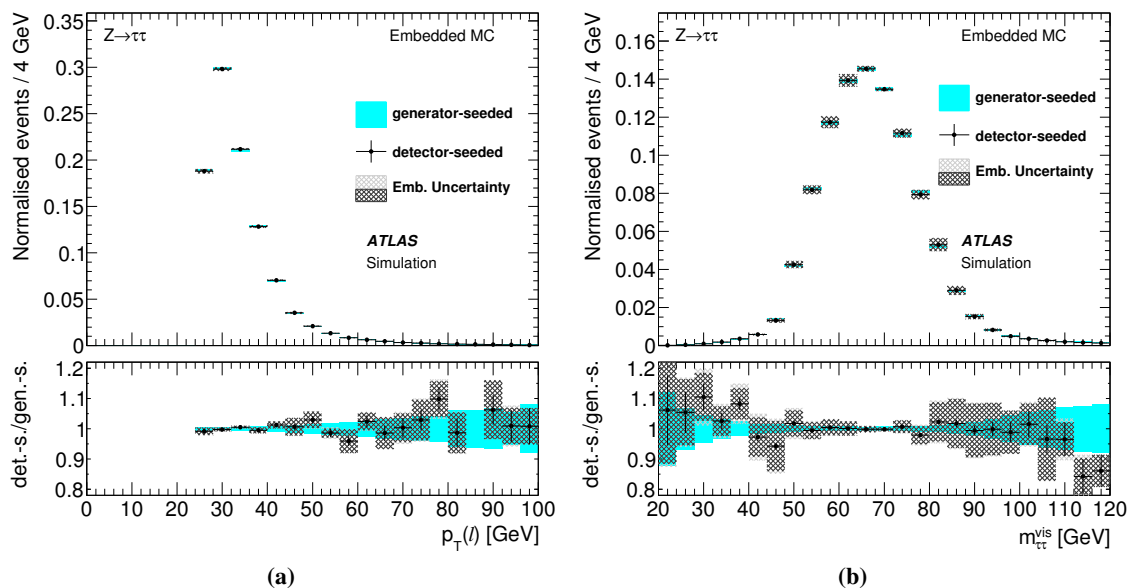 Normalised events / 4 GeV
0.35
0.3
0.25
0.2
0.15
0.1
0.05
0
Z→ττ
Embedded MC
generator-seeded
detector-seeded
Emb. Uncertainty
ATLAS
Simulation
det.-s./gen.-s.
1.2
1.1
1.0
0.9
0.8
0 10 20 30 40 50 60 70 80 90 100
p_T(l) [GeV]
(a)
Normalised events / 4 GeV
0.16
0.14
0.12
0.1
0.08
0.06
0.04
0.02
0
Z→ττ
Embedded MC
generator-seeded
detector-seeded
Emb. Uncertainty
ATLAS
Simulation
det.-s./gen.-s.
1.2
1.1
1.0
0.9
0.8
20 30 40 50 60 70 80 90 100 110 120
m_ττ^vis [GeV]
(b)